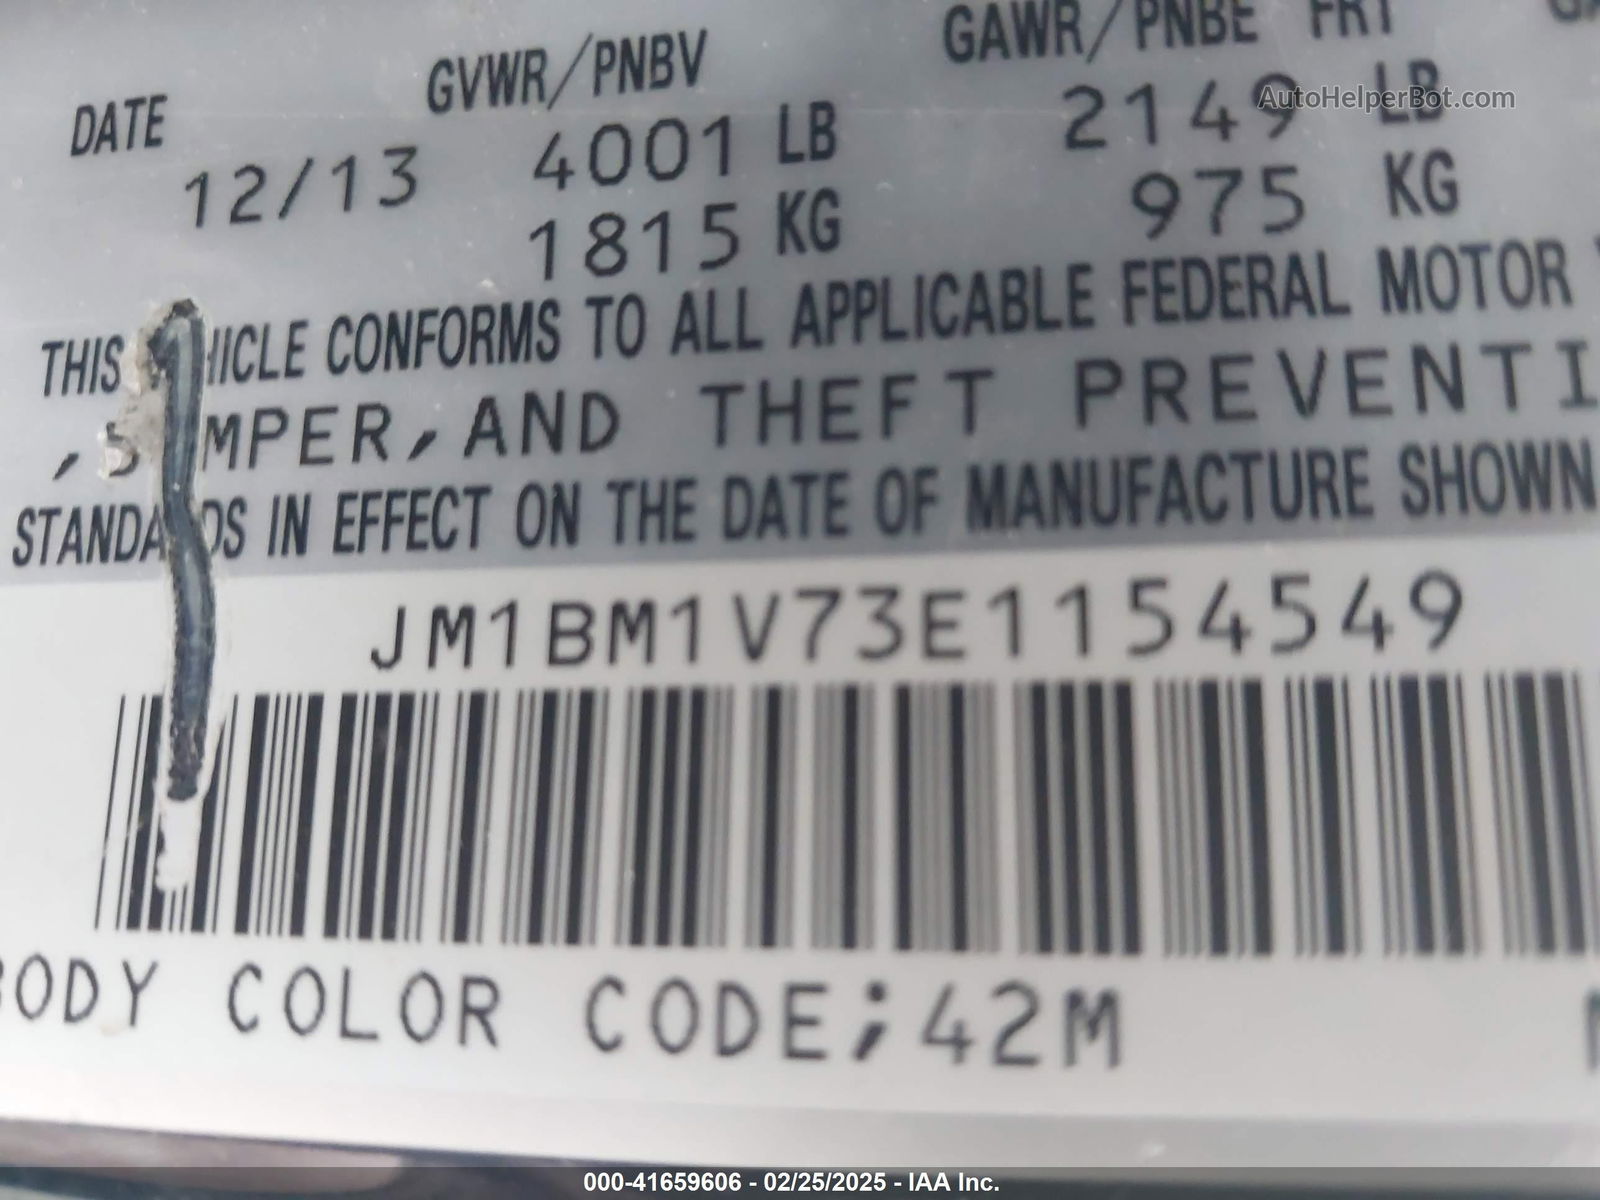 DATE GVWR/PNBV GAWR/PNBE FRT
12/13 4001 LB 2149 LB
1815 KG 975 KG
AutoHelperBot.com
THIS HICLE CONFORMS TO ALL APPLICABLE FEDERAL MOTOR
MPER, AND THEFT PREVENTI
STANDA DS IN EFFECT ON THE DATE OF MANUFACTURE SHOWN
JM1BM1V73E1154549
BODY COLOR CODE;42M
000-41659606 - 02/25/2025 - IAA Inc.